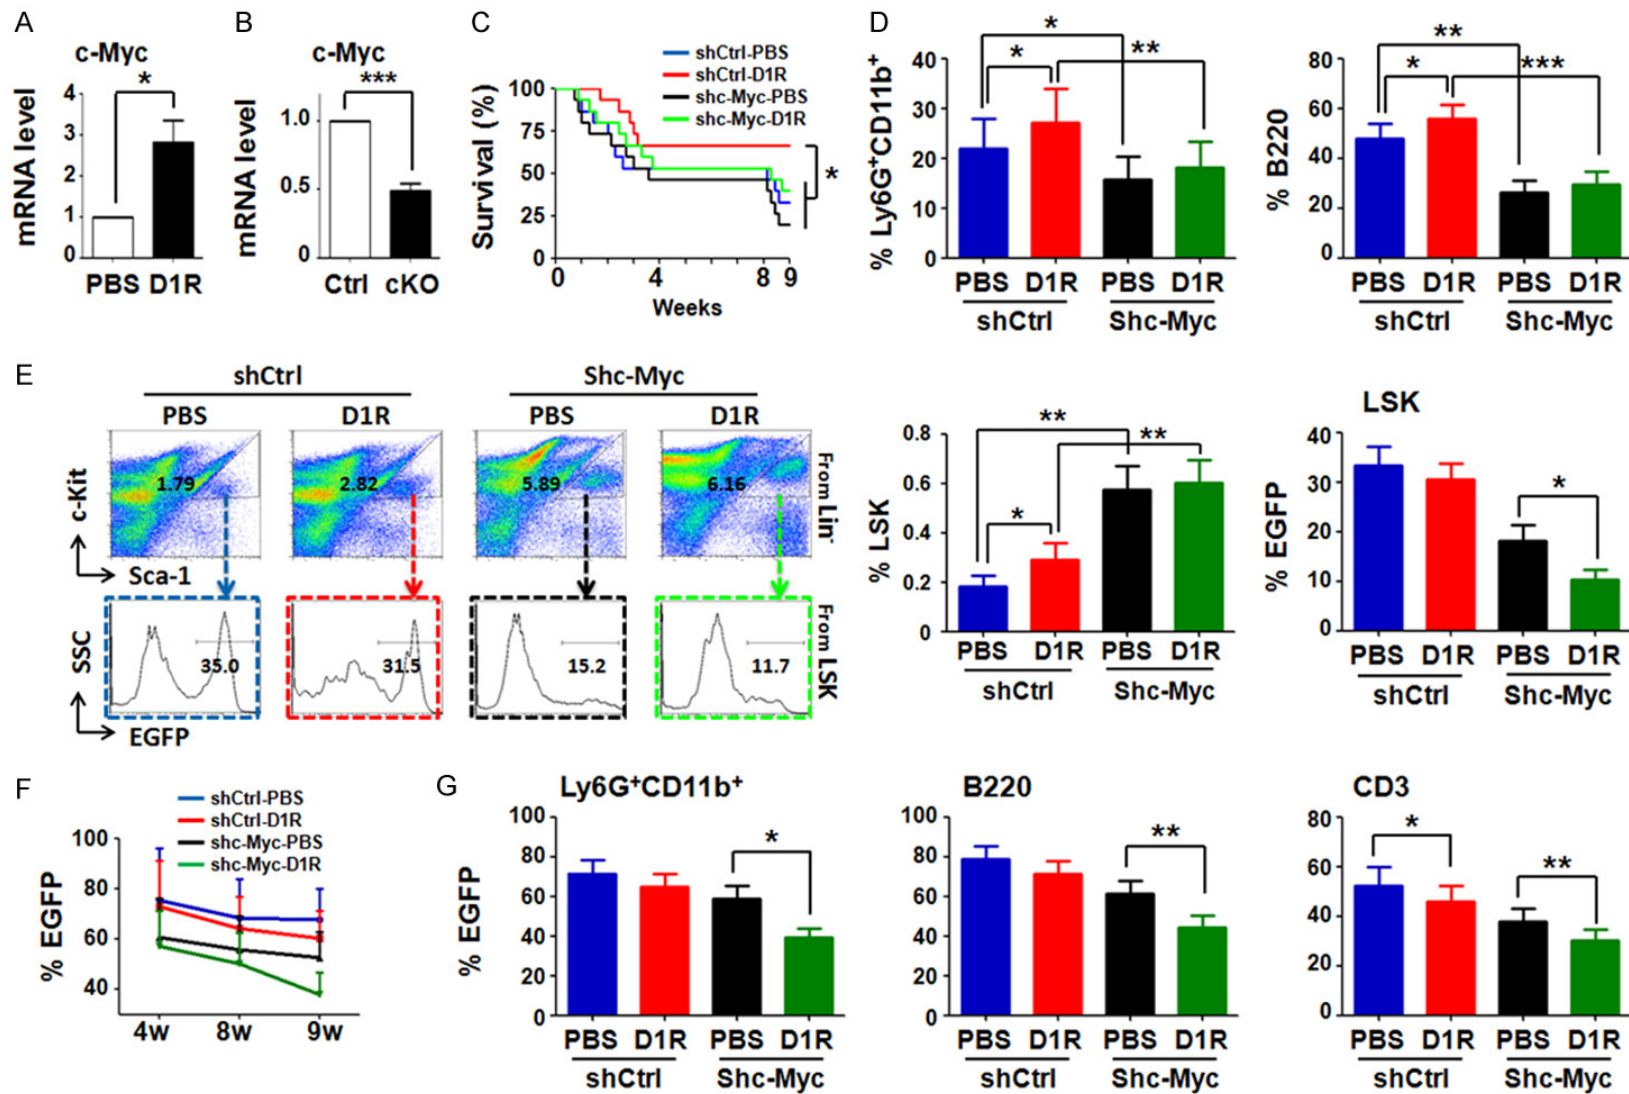 A
c-Myc
*
mRNA level
4
3
2
1
0
PBS D1R
B
c-Myc
***
mRNA level
1.0
0.5
0
Ctrl cKO
C
shCtrl-PBS
shCtrl-D1R
shc-Myc-PBS
shc-Myc-D1R
Survival (%)
100
75
50
25
0
*
0 4 8 9
Weeks
D
* * **
% Ly6G+CD11b+
40
30
20
10
0
PBS D1R PBS D1R
shCtrl Shc-Myc
** * ***
% B220
80
60
40
20
0
PBS D1R PBS D1R
shCtrl Shc-Myc
E
shCtrl Shc-Myc
PBS D1R PBS D1R
c-Kit
1.79 2.82 5.89 6.16
From Lin-
Sca-1
SSC
35.0 31.5 15.2 11.7
From LSK
EGFP
** ** *
% LSK
0.8
0.6
0.4
0.2
0
PBS D1R PBS D1R
shCtrl Shc-Myc
LSK
*
% EGFP
40
30
20
10
0
PBS D1R PBS D1R
shCtrl Shc-Myc
F
shCtrl-PBS
shCtrl-D1R
shc-Myc-PBS
shc-Myc-D1R
% EGFP
100
80
60
40
4w 8w 9w
G
Ly6G+CD11b+
*
% EGFP
100
80
60
40
20
0
PBS D1R PBS D1R
shCtrl Shc-Myc
B220
**
100
80
60
40
20
0
PBS D1R PBS D1R
shCtrl Shc-Myc
CD3
* **
80
60
40
20
0
PBS D1R PBS D1R
shCtrl Shc-Myc